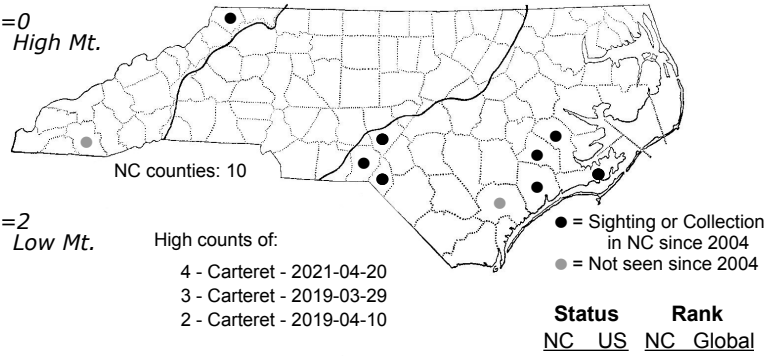 =0
High Mt.
NC counties: 10
=2
Low Mt.
High counts of:
4 - Carteret - 2021-04-20
3 - Carteret - 2019-03-29
2 - Carteret - 2019-04-10
= Sighting or Collection
in NC since 2004
= Not seen since 2004
Status Rank
NC US NC Global